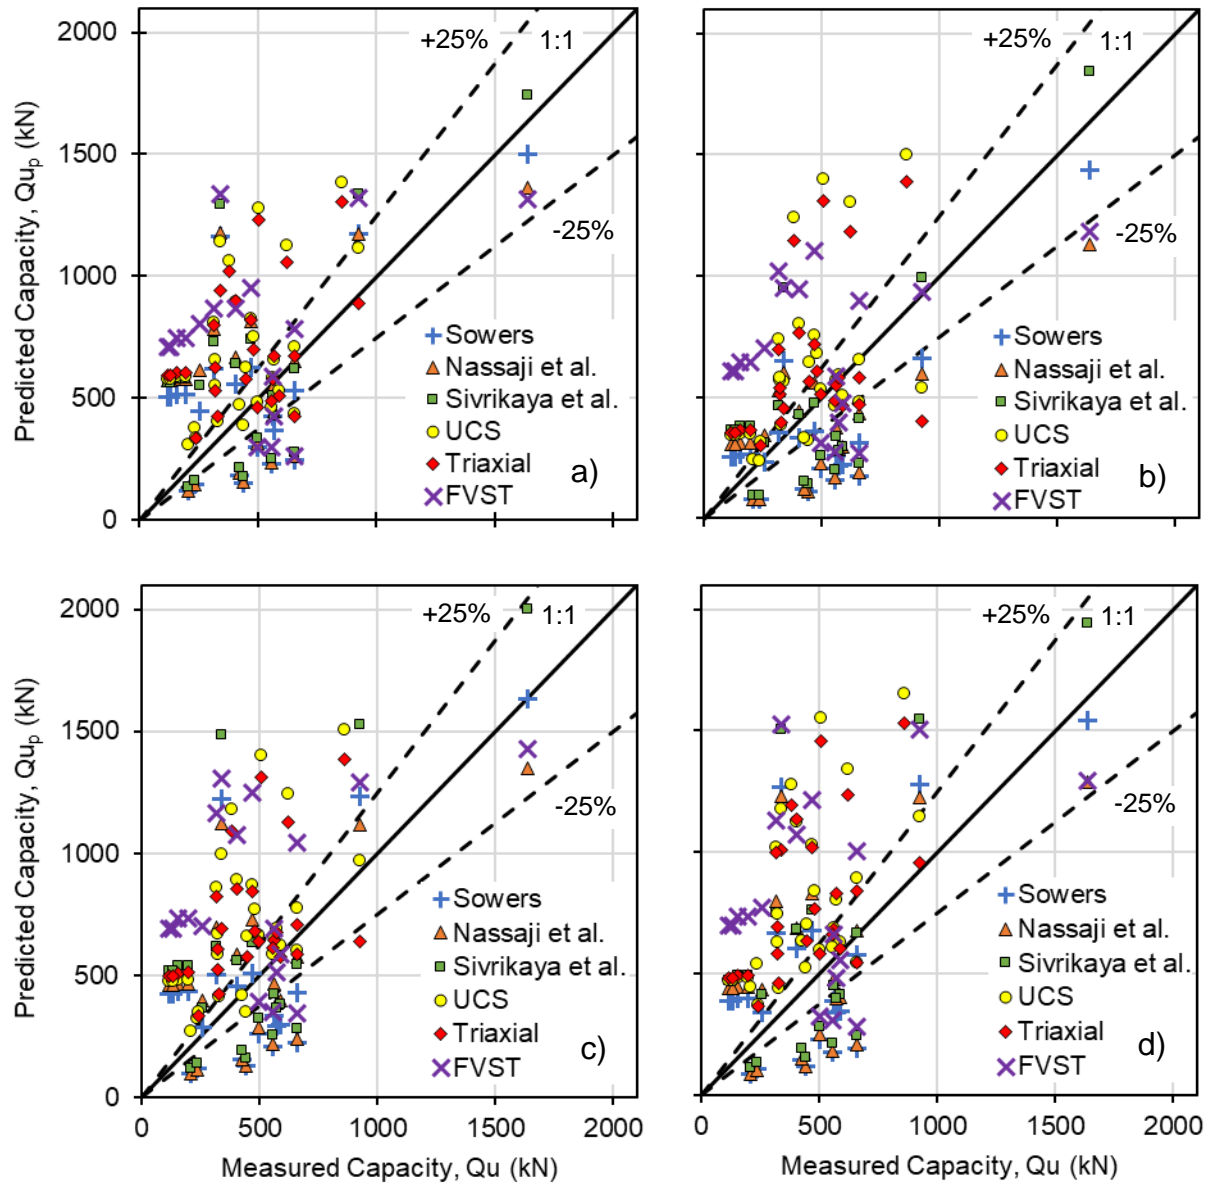 2000
1500
1000
500
0
Predicted Capacity, Qup (kN)
+25%
1:1
-25%
Sowers
Nassaji et al.
Sivrikaya et al.
UCS
Triaxial
FVST
a)
+25%
1:1
-25%
Sowers
Nassaji et al.
Sivrikaya et al.
UCS
Triaxial
FVST
b)
2000
1500
1000
500
0
Predicted Capacity, Qup (kN)
+25%
1:1
-25%
Sowers
Nassaji et al.
Sivrikaya et al.
UCS
Triaxial
FVST
c)
0 500 1000 1500 2000
Measured Capacity, Qu (kN)
+25%
1:1
-25%
Sowers
Nassaji et al.
Sivrikaya et al.
UCS
Triaxial
FVST
d)
0 500 1000 1500 2000
Measured Capacity, Qu (kN)